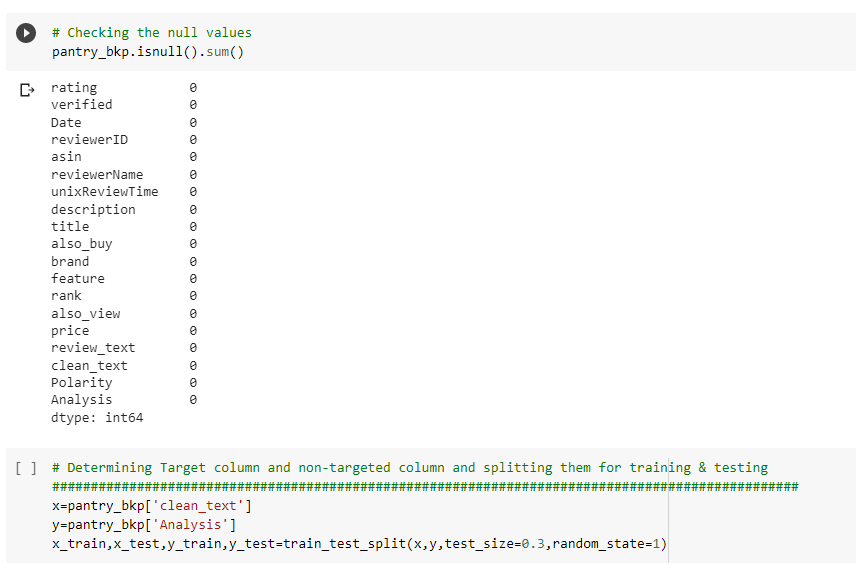 # Checking the null values
pantry_bkp.isnull().sum()
rating 0
verified 0
Date 0
reviewerID 0
asin 0
reviewerName 0
unixReviewTime 0
description 0
title 0
also_buy 0
brand 0
feature 0
rank 0
also_view 0
price 0
review_text 0
clean_text 0
Polarity 0
Analysis 0
dtype: int64
[ ] # Determining Target column and non-targeted column and splitting them for training & testing
#################################################################################################
x=pantry_bkp['clean_text']
y=pantry_bkp['Analysis']
x_train,x_test,y_train,y_test=train_test_split(x,y,test_size=0.3,random_state=1)